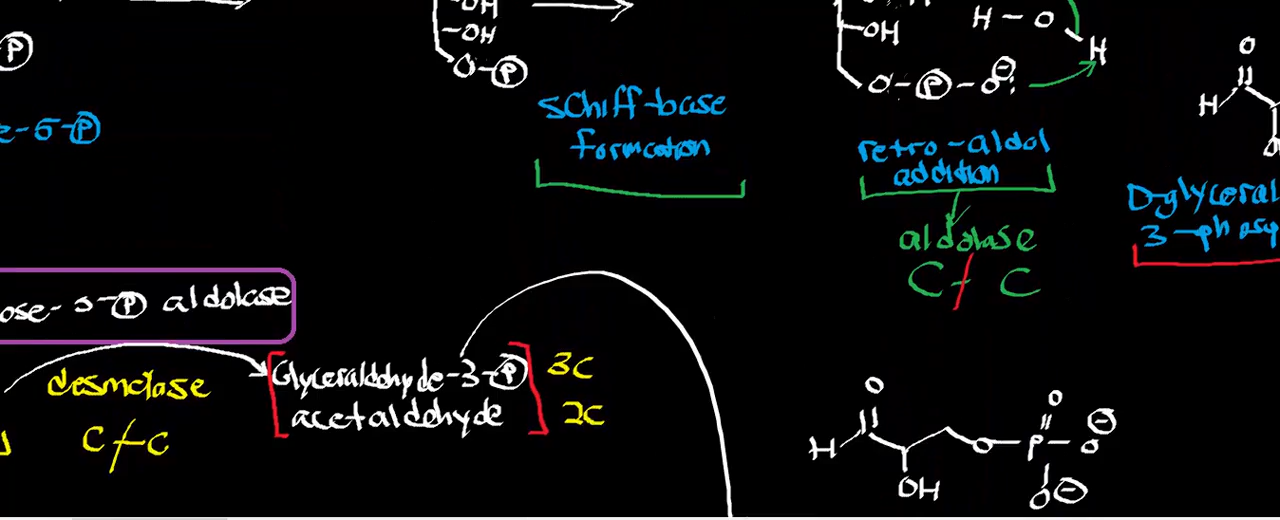 OH
OH
H - O
H
OH
P
O - P
O - P - O ⊖ :
O
H
e-5-P
schiff-base
formation
retro-aldol
addition
D-glyceral
3-phosp
aldolase
C C
ose-5-P aldolase
desmolase
C C
Glyceraldehyde-3-P 3C
acetaldehyde 2C
O
H
OH
O
O
P
O ⊖
O ⊖